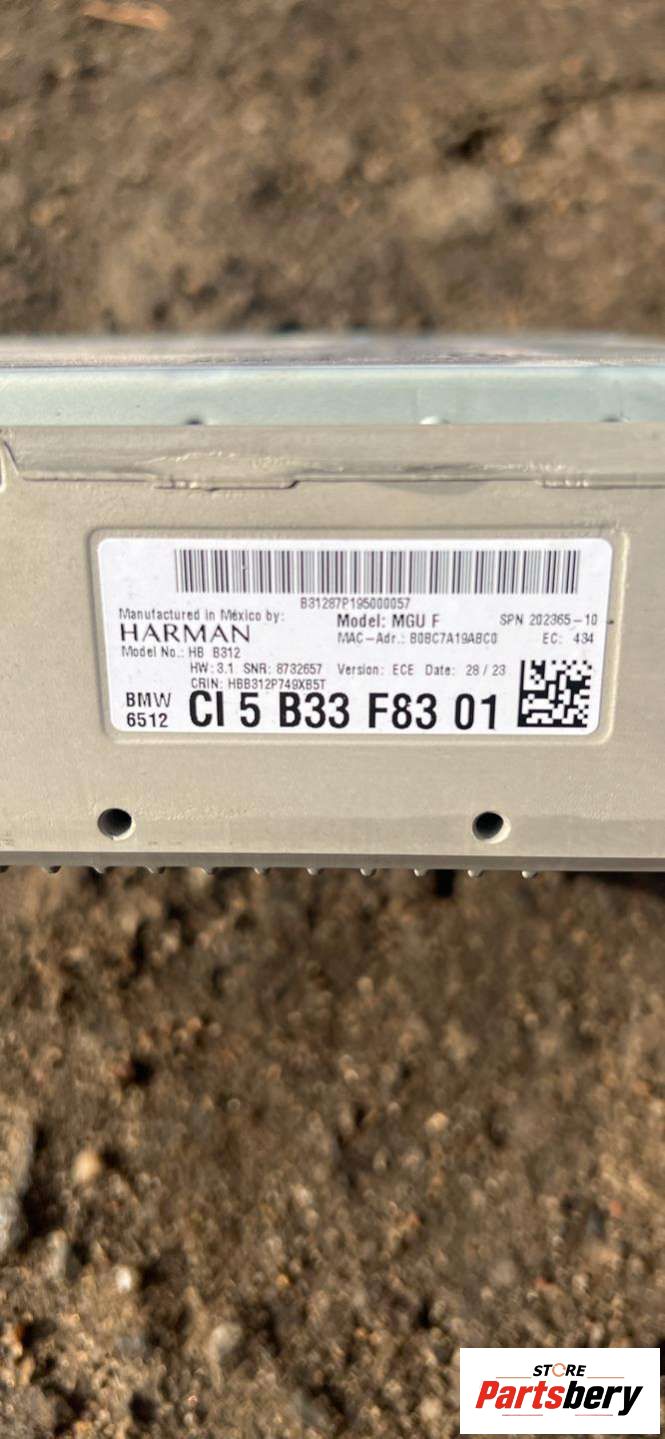 B31287P195000057
Manufactured in México by:
HARMAN
Model: MGU F
SPN 202365-10
MAC-Adr.: B0BC7A19ABC0
EC: 434
Model No.: HB B312
HW: 3.1 SNR: 8732657 Version: ECE Date: 28/23
CRIN: HBB312P749XB5T
BMW
6512
CI 5 B33 F83 01
STORE
Partsbery